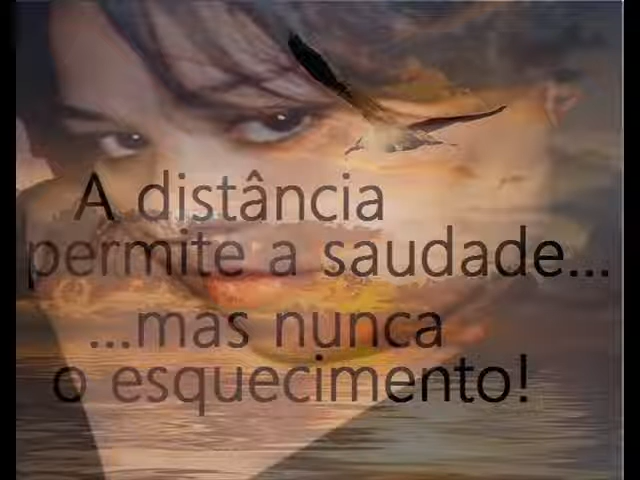 A distância
permite a saudade...
...mas nunca
o esquecimento!